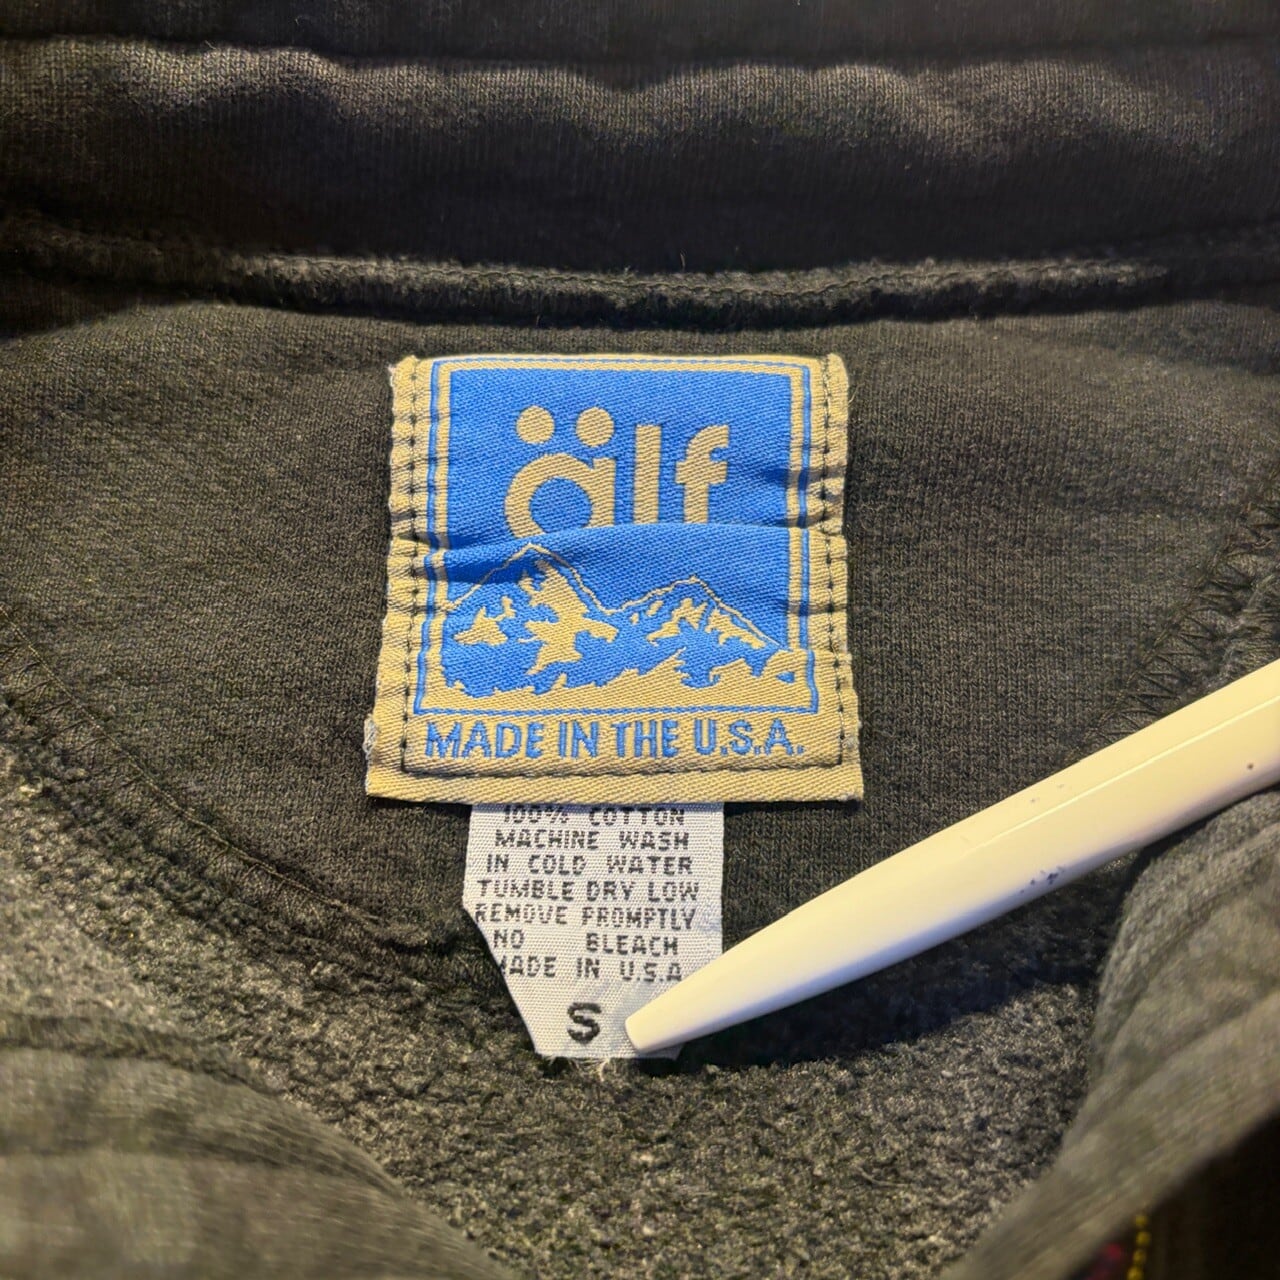 älf
MADE IN THE U.S.A.
100% COTTON
MACHINE WASH
IN COLD WATER
TUMBLE DRY LOW
REMOVE PROMPTLY
NO BLEACH
MADE IN U.S.A
S